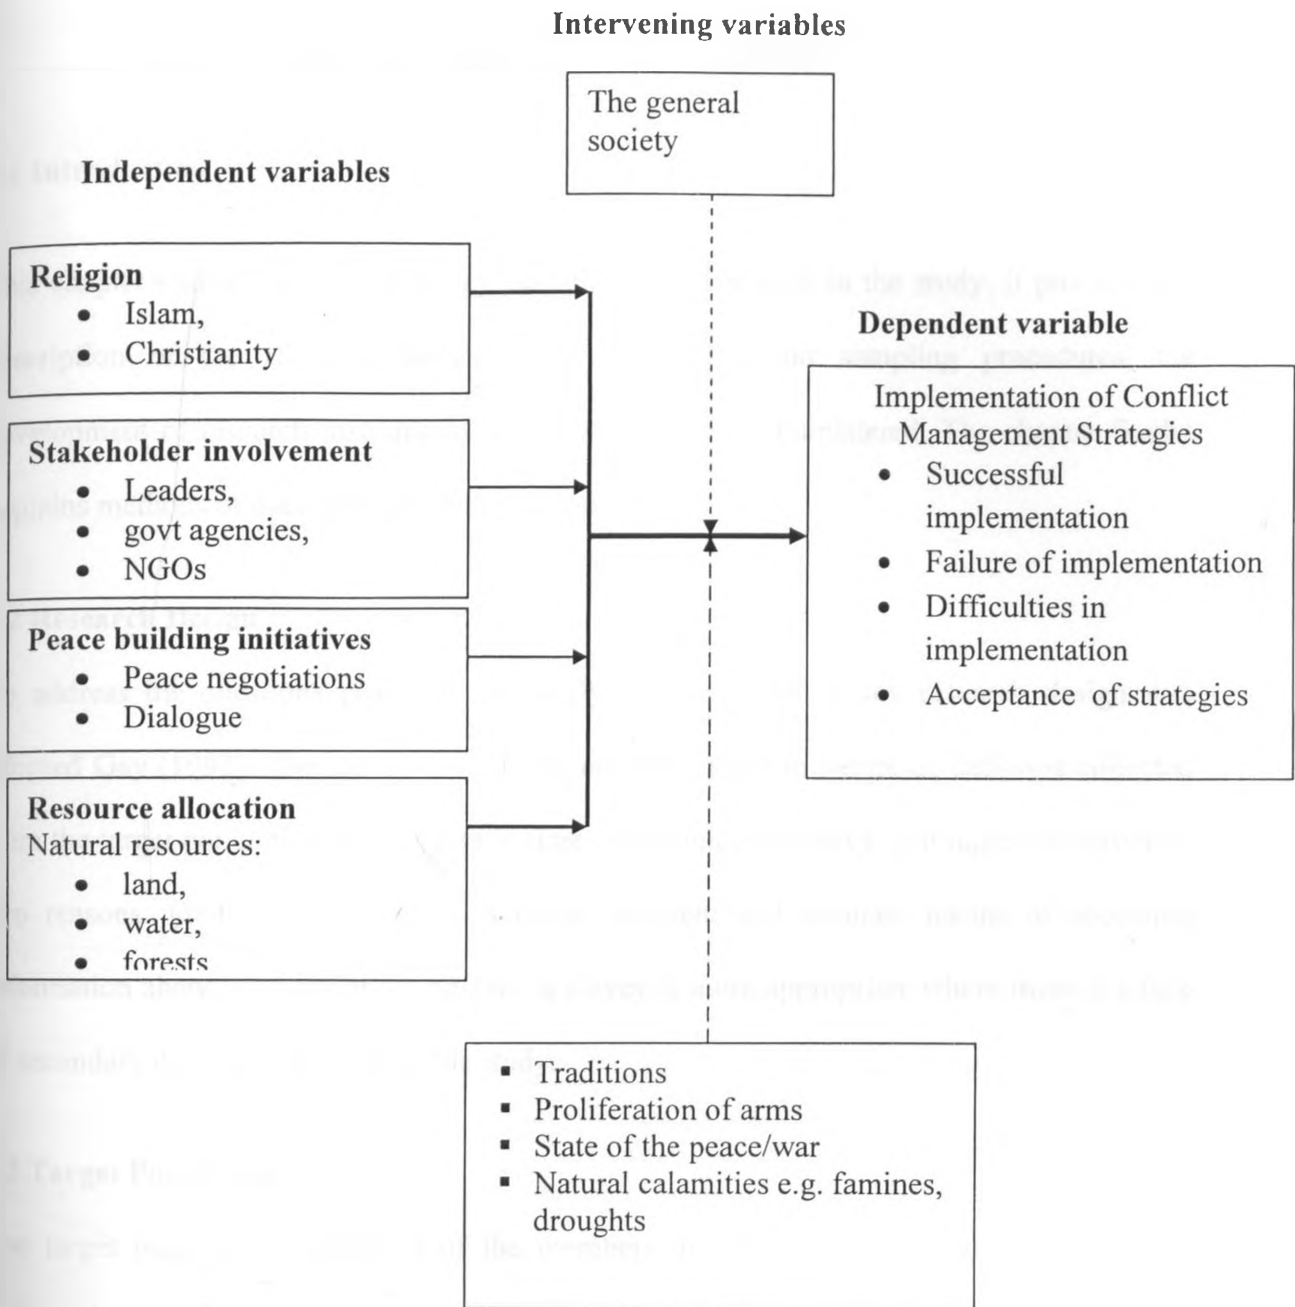 Intervening variables
The general
society
Independent variables
Religion
• Islam,
• Christianity
Stakeholder involvement
• Leaders,
• govt agencies,
• NGOs
Peace building initiatives
• Peace negotiations
• Dialogue
Resource allocation
Natural resources:
• land,
• water,
• forests
Dependent variable
Implementation of Conflict
Management Strategies
• Successful
implementation
• Failure of implementation
• Difficulties in
implementation
• Acceptance of strategies
▪ Traditions
▪ Proliferation of arms
▪ State of the peace/war
▪ Natural calamities e.g. famines,
droughts